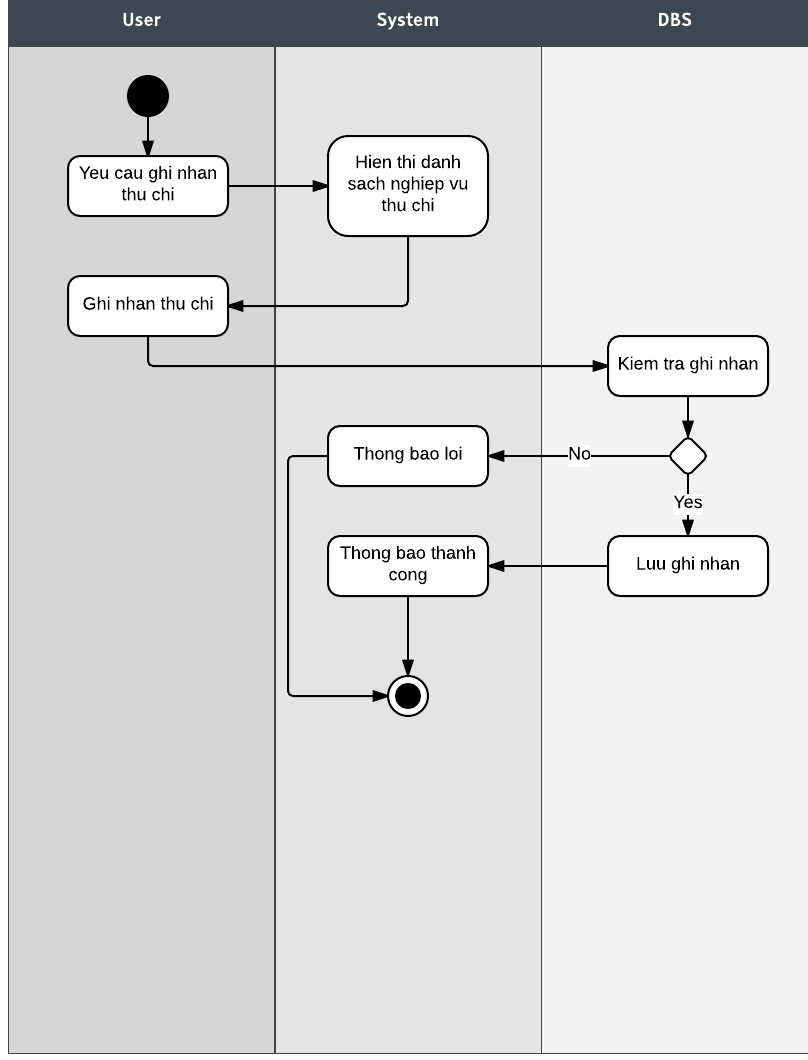 User
System
DBS
Yeu cau ghi nhan
thu chi
Hien thi danh
sach nghiep vu
thu chi
Ghi nhan thu chi
Kiem tra ghi nhan
Thong bao loi
No
Yes
Thong bao thanh
cong
Luu ghi nhan